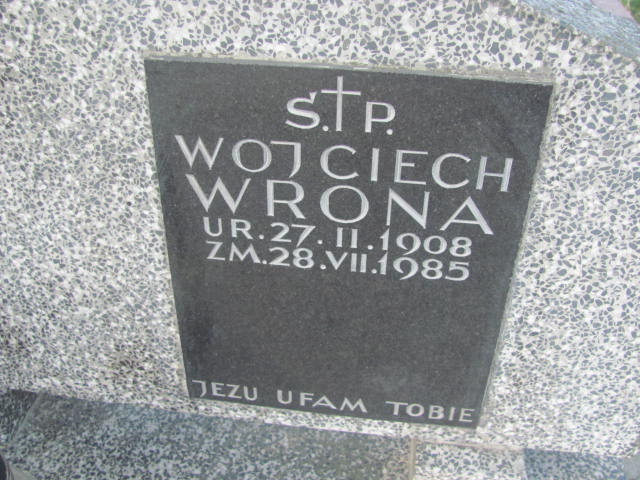 Ś.†P.
WOJCIECH
WRONA
UR.27.II.1908
ZM.28.VII.1985
JEZU UFAM TOBIE